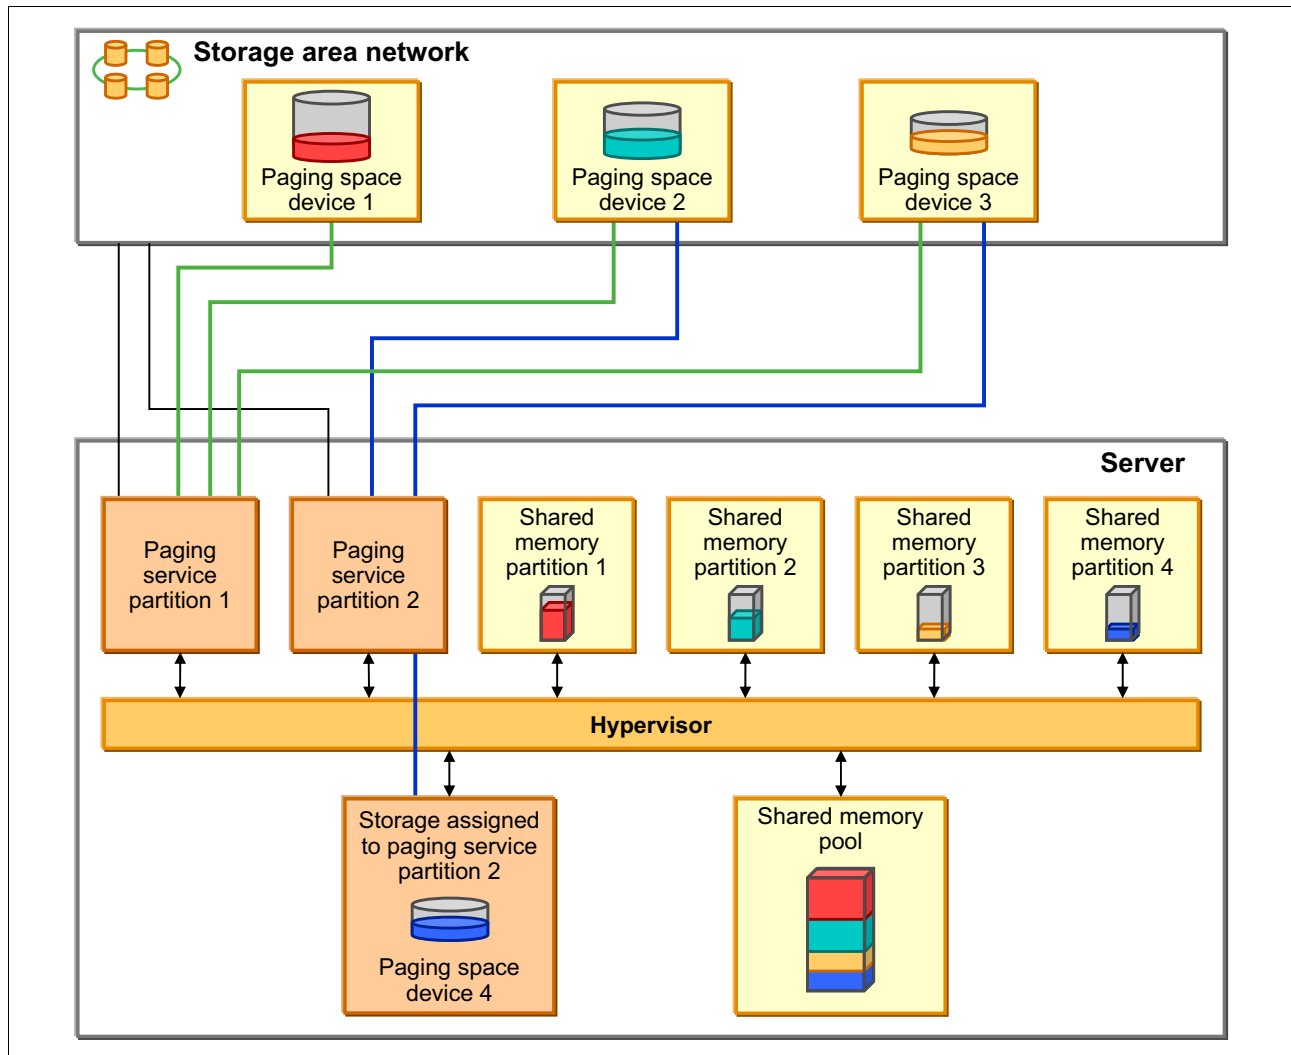 Storage area network
Paging space
device 1
Paging space
device 2
Paging space
device 3
Server
Paging
service
partition 1
Paging
service
partition 2
Shared
memory
partition 1
Shared
memory
partition 2
Shared
memory
partition 3
Shared
memory
partition 4
Hypervisor
Storage assigned
to paging service
partition 2
Paging space
device 4
Shared memory
pool